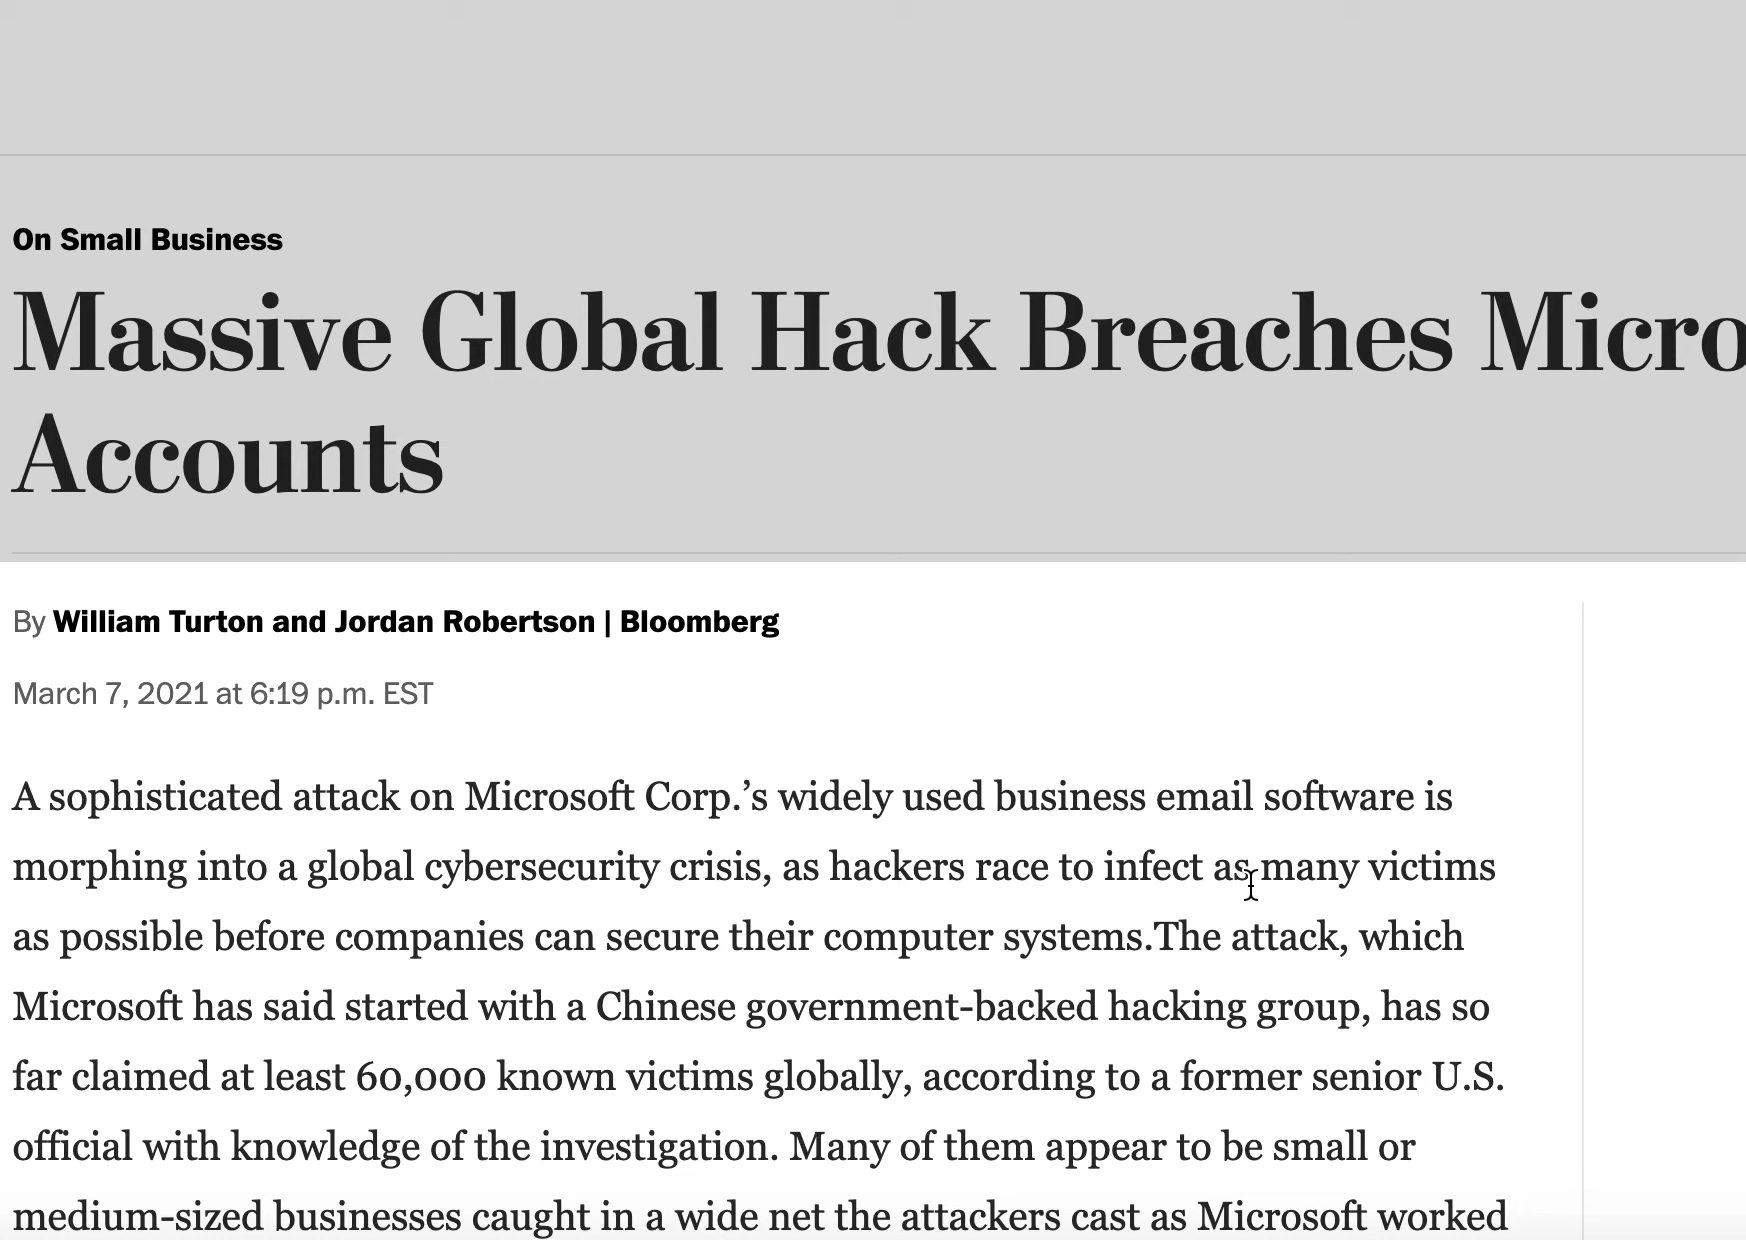 On Small Business
Massive Global Hack Breaches Micro
Accounts
By William Turton and Jordan Robertson | Bloomberg
March 7, 2021 at 6:19 p.m. EST
A sophisticated attack on Microsoft Corp.’s widely used business email software is
morphing into a global cybersecurity crisis, as hackers race to infect as many victims
as possible before companies can secure their computer systems.The attack, which
Microsoft has said started with a Chinese government-backed hacking group, has so
far claimed at least 60,000 known victims globally, according to a former senior U.S.
official with knowledge of the investigation. Many of them appear to be small or
medium-sized businesses caught in a wide net the attackers cast as Microsoft worked